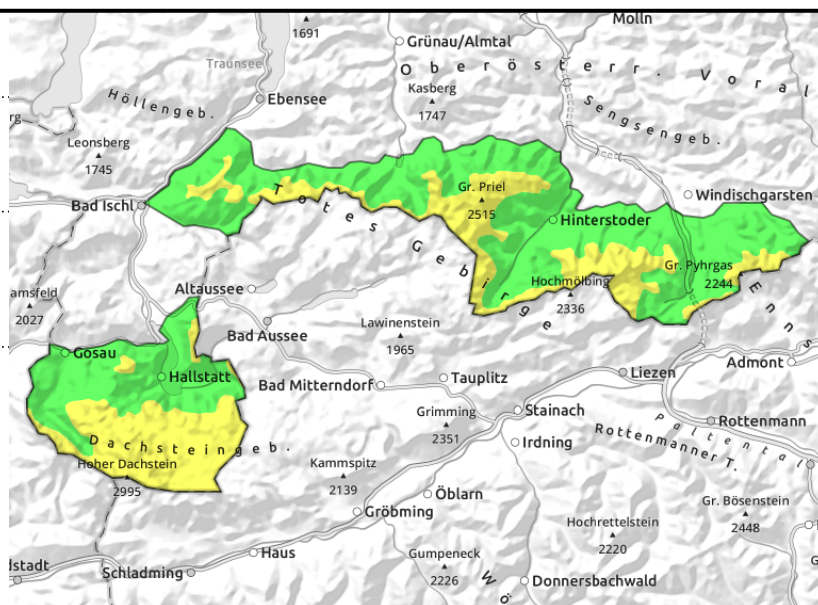 1691
Molln
Grünau/Almtal
Traunsee
Oberösterr. Voral
Kasberg
1747
Ebensee
Höllengeb.
Sengsengeb.
rg
Leonsberg
1745
Bad Ischl
Totes Gebirge
Gr. Priel
2515
Windischgarsten
Hinterstoder
Gr. Pyhrgas
2244
Hochmölbing
2336
Altaussee
amsfeld
2027
Bad Aussee
Lawinenstein
1965
Enns
Gosau
Hallstatt
Admont
Liezen
Bad Mitterndorf
Tauplitz
Grimming
2351
Stainach
Rottenmann
Paltental
Rottenmanner T.
Irdning
Dachsteingeb.
Hoher Dachstein
2995
Kammspitz
2139
Öblarn
Gröbming
Gr. Bösenstein
2448
Hochrettelstein
2220
Haus
Gumpeneck
2226
dstadt
Schladming
Wö
Donnersbachwald
G